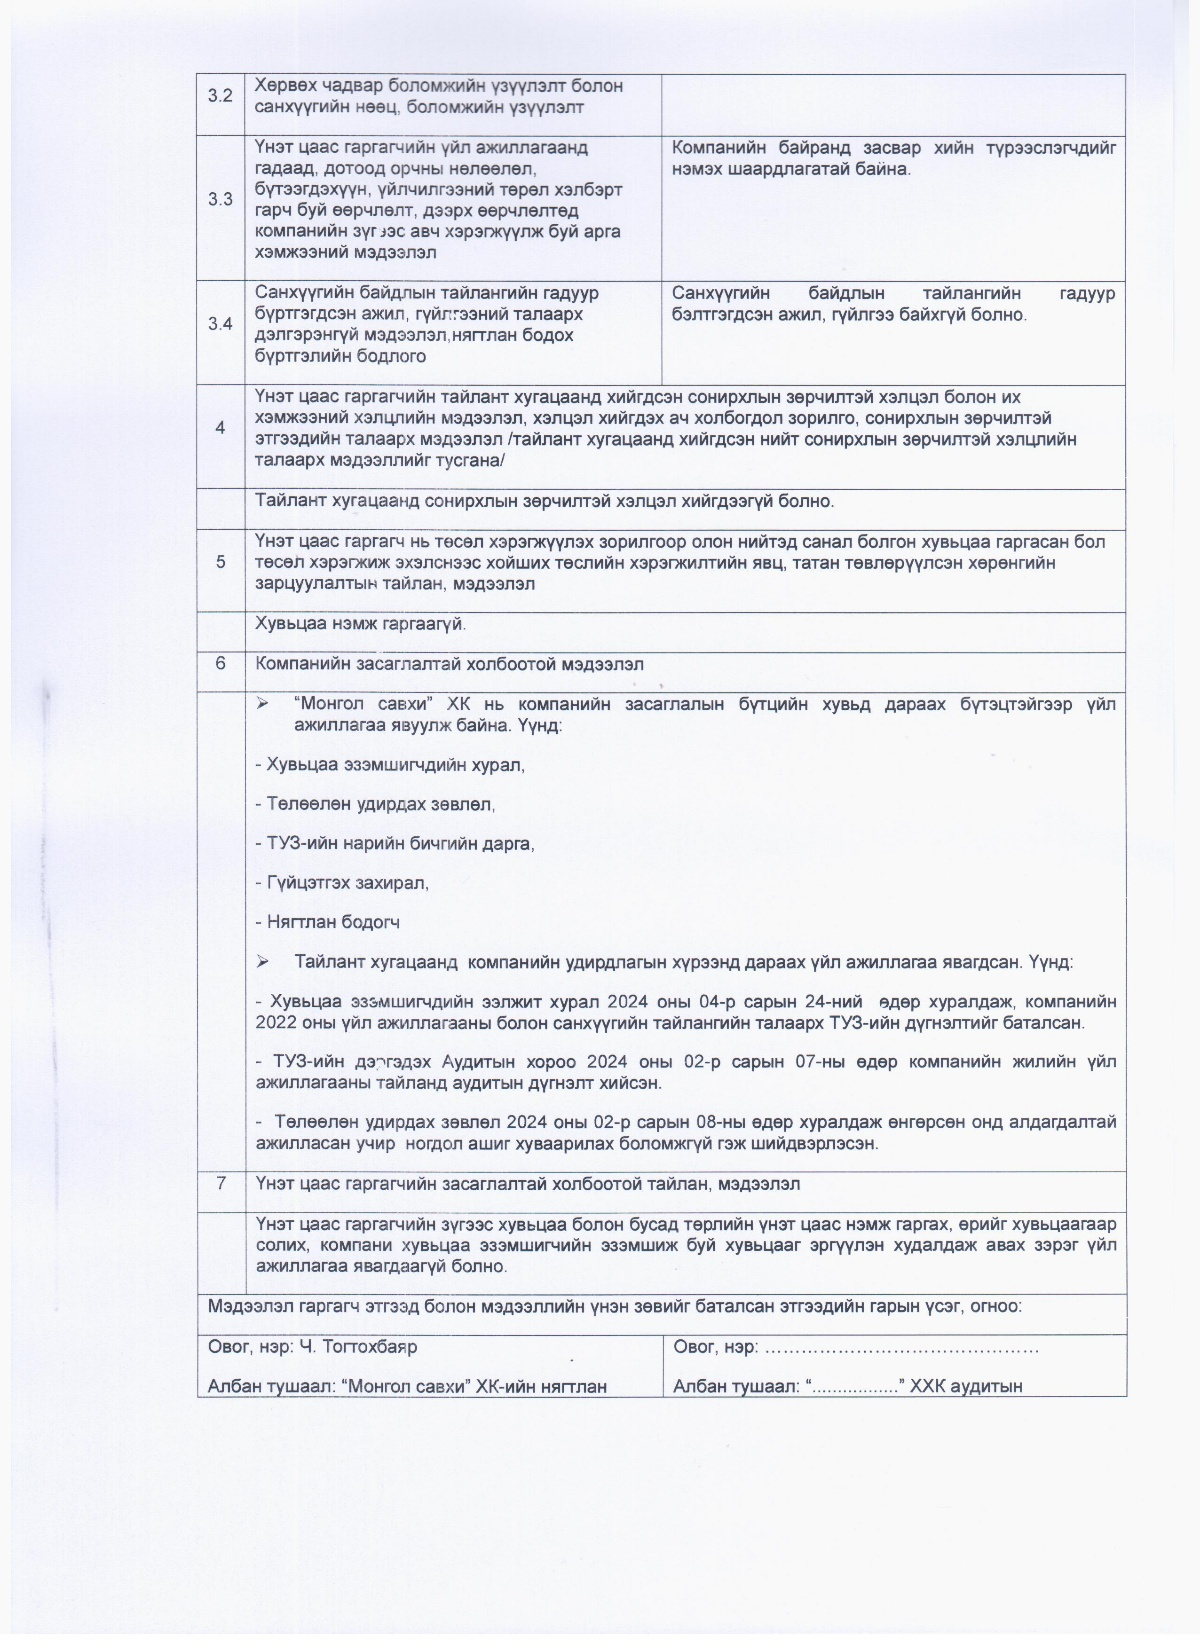 3.2
Хөрвөх чадвар боломжийн үзүүлэлт болон
санхүүгийн нөөц, боломжийн үзүүлэлт
3.3
Үнэт цаас гаргагчийн үйл ажиллагаанд
гадаад, дотоод орчны нөлөөлөл,
бүтээгдэхүүн, үйлчилгээний төрөл хэлбэрт
гарч буй өөрчлөлт, дээрх өөрчлөлтөд
компанийн зүгээс авч хэрэгжүүлж буй арга
хэмжээний мэдээлэл
Компанийн байранд засвар хийн түрээслэгчдийг
нэмэх шаардлагатай байна.
3.4
Санхүүгийн байдлын тайлангийн гадуур
бүртгэгдсэн ажил, гүйлгээний талаарх
дэлгэрэнгүй мэдээлэл,нягтлан бодох
бүртгэлийн бодлого
Санхүүгийн байдлын тайлангийн гадуур
бэлтгэгдсэн ажил, гүйлгээ байхгүй болно.
4
Үнэт цаас гаргагчийн тайлант хугацаанд хийгдсэн сонирхлын зөрчилтэй хэлцэл болон их
хэмжээний хэлцлийн мэдээлэл, хэлцэл хийгдэх ач холбогдол зорилго, сонирхлын зөрчилтэй
этгээдийн талаарх мэдээлэл /тайлант хугацаанд хийгдсэн нийт сонирхлын зөрчилтэй хэлцлийн
талаарх мэдээллийг тусгана/
Тайлант хугацаанд сонирхлын зөрчилтэй хэлцэл хийгдээгүй болно.
5
Үнэт цаас гаргагч нь төсөл хэрэгжүүлэх зорилгоор олон нийтэд санал болгон хувьцаа гаргасан бол
төсөл хэрэгжиж эхэлснээс хойших төслийн хэрэгжилтийн явц, татан төвлөрүүлсэн хөрөнгийн
зарцуулалтын тайлан, мэдээлэл
Хувьцаа нэмж гаргаагүй.
6 Компанийн засаглалтай холбоотой мэдээлэл
➢ “Монгол савхи” ХК нь компанийн засаглалын бүтцийн хувьд дараах бүтэцтэйгээр үйл
ажиллагаа явуулж байна. Үүнд:
- Хувьцаа эзэмшигчдийн хурал,
- Төлөөлөн удирдах зөвлөл,
- ТУЗ-ийн нарийн бичгийн дарга,
- Гүйцэтгэх захирал,
- Нягтлан бодогч
➢ Тайлант хугацаанд компанийн удирдлагын хүрээнд дараах үйл ажиллагаа явагдсан. Үүнд:
- Хувьцаа эзэмшигчдийн ээлжит хурал 2024 оны 04-р сарын 24-ний өдөр хуралдаж, компанийн
2022 оны үйл ажиллагааны болон санхүүгийн тайлангийн талаарх ТУЗ-ийн дүгнэлтийг баталсан.
- ТУЗ-ийн дэргэдэх Аудитын хороо 2024 оны 02-р сарын 07-ны өдөр компанийн жилийн үйл
ажиллагааны тайланд аудитын дүгнэлт хийсэн.
- Төлөөлөн удирдах зөвлөл 2024 оны 02-р сарын 08-ны өдөр хуралдаж өнгөрсөн онд алдагдалтай
ажилласан учир ногдол ашиг хуваарилах боломжгүй гэж шийдвэрлэсэн.
7 Үнэт цаас гаргагчийн засаглалтай холбоотой тайлан, мэдээлэл
Үнэт цаас гаргагчийн зүгээс хувьцаа болон бусад төрлийн үнэт цаас нэмж гаргах, өрийг хувьцаагаар
солих, компани хувьцаа эзэмшигчийн эзэмшиж буй хувьцааг эргүүлэн худалдаж авах зэрэг үйл
ажиллагаа явагдаагүй болно.
Мэдээлэл гаргагч этгээд болон мэдээллийн үнэн зөвийг баталсан этгээдийн гарын үсэг, огноо:
Овог, нэр: Ч. Тогтохбаяр
Албан тушаал: “Монгол савхи” ХК-ийн нягтлан
Овог, нэр: ………………………………………
Албан тушаал: “.................” ХХК аудитын